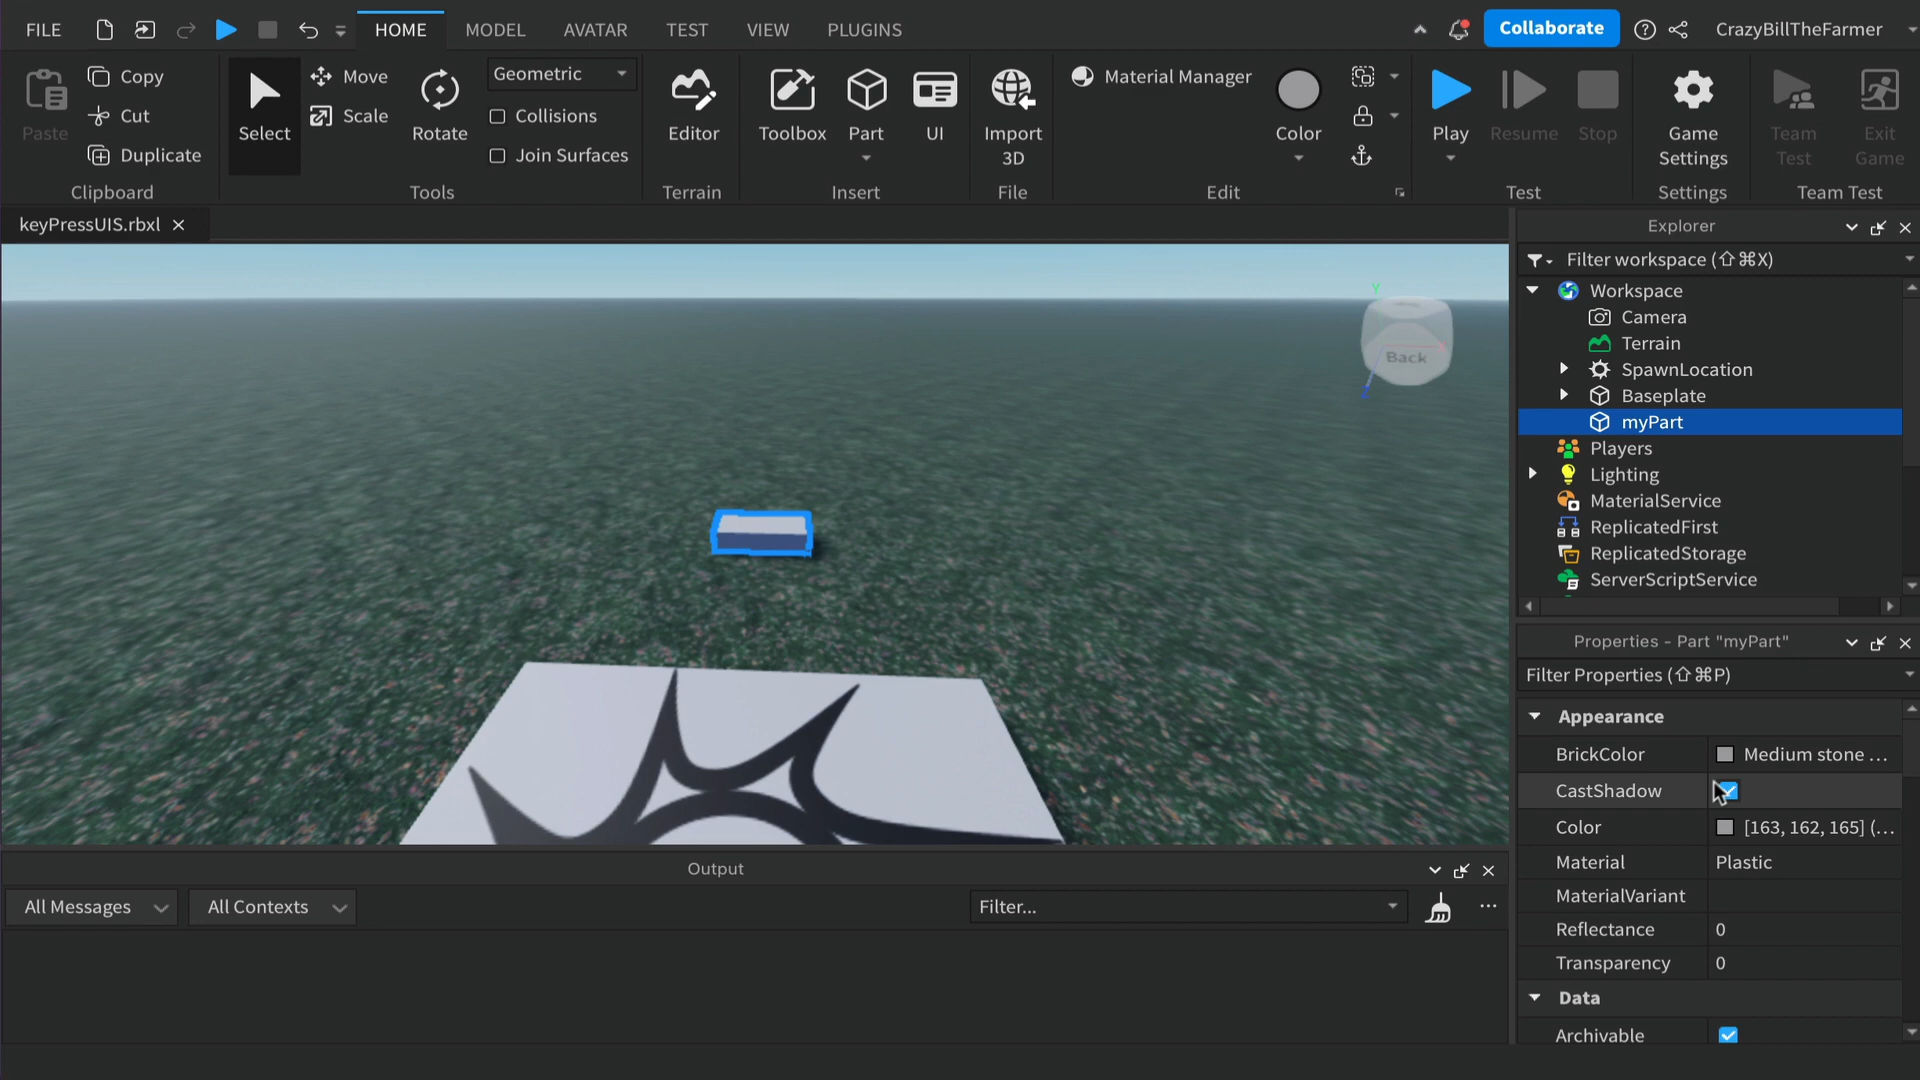 FILE HOME MODEL AVATAR TEST VIEW PLUGINS Collaborate CrazyBillTheFarmer
Paste
Copy
Cut
Duplicate
Clipboard
Select
Move
Scale
Rotate
Geometric
Collisions
Join Surfaces
Tools
Editor
Terrain
Toolbox
Part
UI
Insert
Import
3D
File
Material Manager
Color
Edit
Play
Resume
Stop
Test
Game
Settings
Settings
Team
Test
Exit
Game
Team Test
keyPressUIS.rbxl
Y
Back
Explorer
Filter workspace (⇧⌘X)
Workspace
Camera
Terrain
SpawnLocation
Baseplate
myPart
Players
Lighting
MaterialService
ReplicatedFirst
ReplicatedStorage
ServerScriptService
Properties - Part "myPart"
Filter Properties (⇧⌘P)
Appearance
BrickColor Medium stone ...
CastShadow
Color [163, 162, 165] (...
Material Plastic
MaterialVariant
Reflectance 0
Transparency 0
Data
Archivable
Output
All Messages All Contexts Filter...